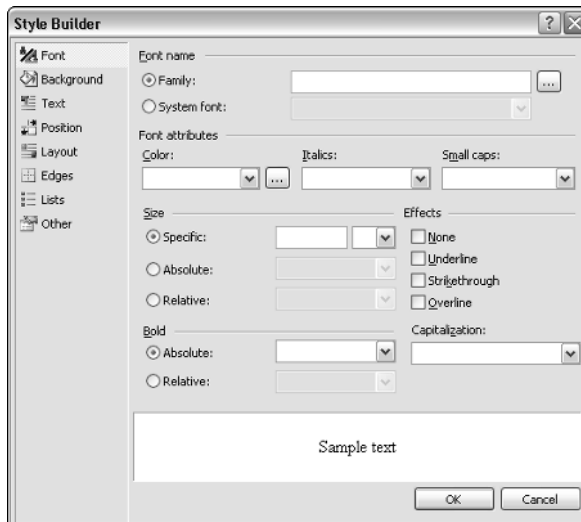 Style Builder
Font
Background
Text
Position
Layout
Edges
Lists
Other
Font name
Family:
...
System font:
Font attributes
Color:
Italics:
Small caps:
...
Size
Effects
Specific:
None
Underline
Absolute:
Strikethrough
Relative:
Overline
Bold
Capitalization:
Absolute:
Relative:
Sample text
OK
Cancel